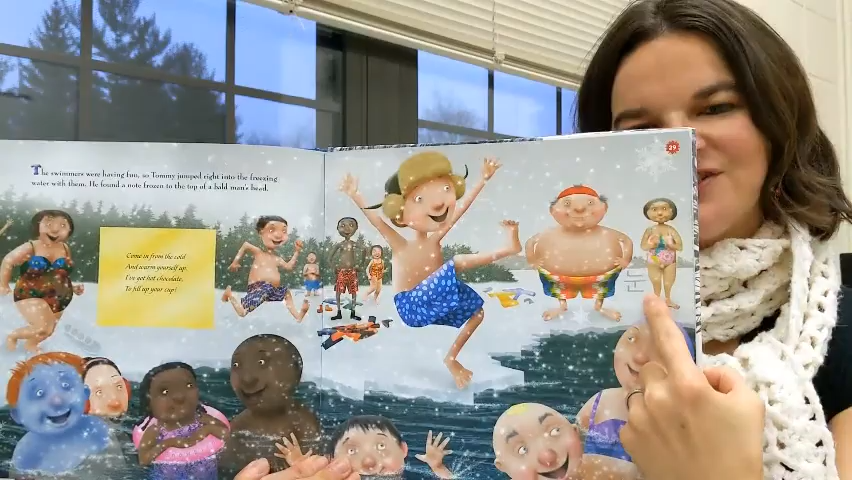 The swimmers were having fun, so Tommy jumped right into the freezing
water with them. He found a note frozen to the top of a bald man's head.
Come in from the cold
And warm yourself up.
I've got hot chocolate,
To fill up your cup!
29
눈